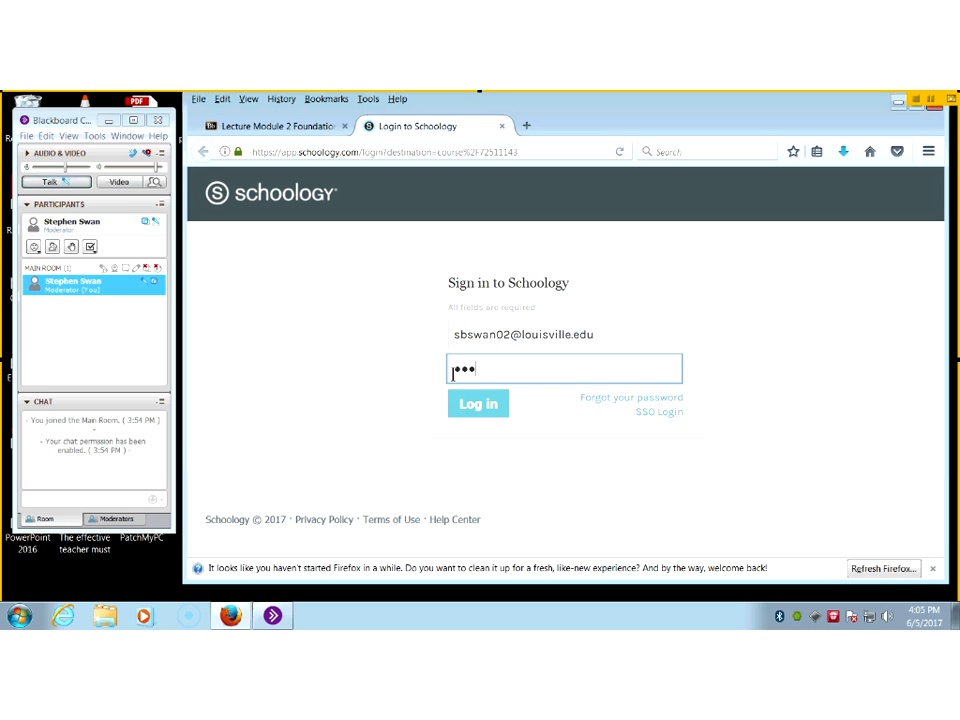 PDF
Blackboard C...
File Edit View Tools Window Help
AUDIO & VIDEO
Talk
Video
PARTICIPANTS
Stephen Swan
Moderator
MAIN ROOM (1)
Stephen Swan
Moderator (You)
CHAT
- You joined the Main Room. ( 3:54 PM )
-
- Your chat permission has been
enabled. ( 3:54 PM ) -
Room
Moderators
PowerPoint
2016
The effective
teacher must
PatchMyPC
File Edit View History Bookmarks Tools Help
Lecture Module 2 Foundation
Login to Schoology
https://app.schoology.com/login?destination=course%2F72511143
Search
schoology
Sign in to Schoology
All fields are required
sbswan02@louisville.edu
•••
Log in
Forgot your password
SSO Login
Schoology © 2017 · Privacy Policy · Terms of Use · Help Center
It looks like you haven't started Firefox in a while. Do you want to clean it up for a fresh, like-new experience? And by the way, welcome back!
Refresh Firefox...
4:05 PM
6/5/2017